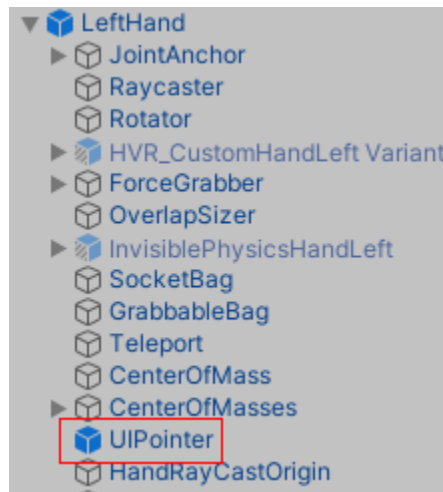 LeftHand
JointAnchor
Raycaster
Rotator
HVR_CustomHandLeft Variant
ForceGrabber
OverlapSizer
InvisiblePhysicsHandLeft
SocketBag
GrabbableBag
Teleport
CenterOfMass
CenterOfMasses
UIPointer
HandRayCastOrigin